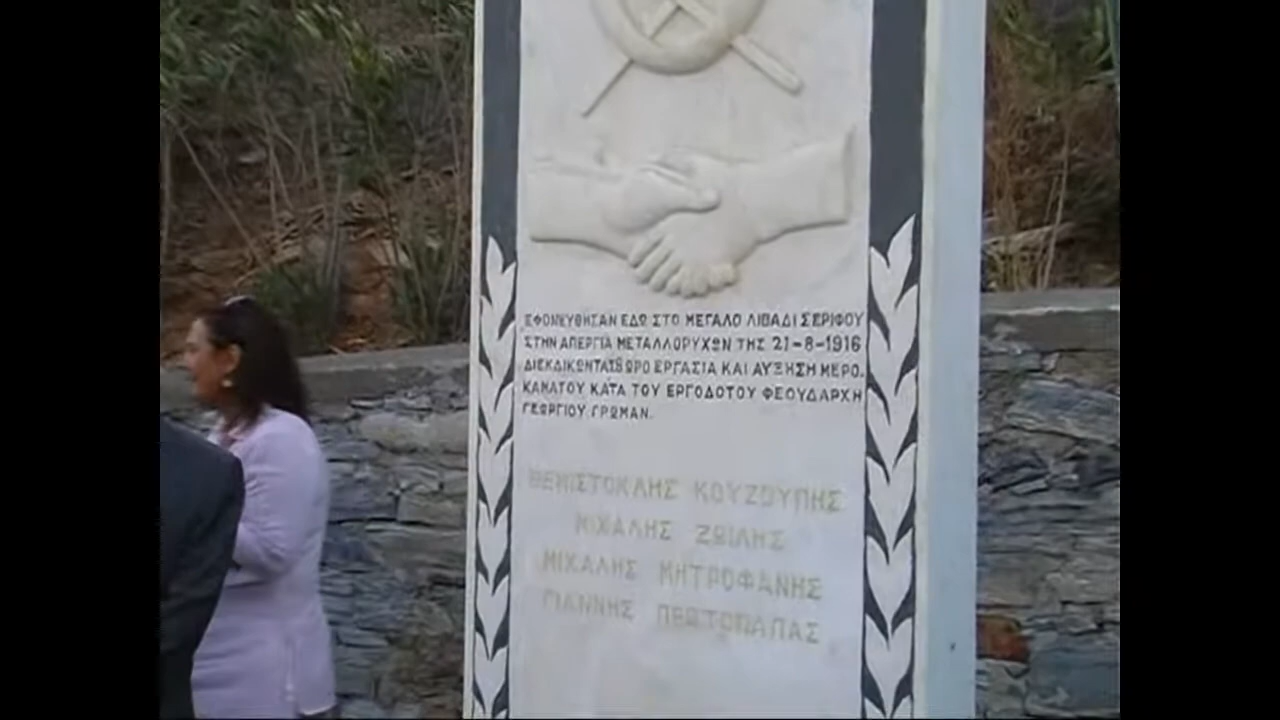 ΕΦΟΝΕΥΘΗΣΑΝ ΕΔΩ ΣΤΟ ΜΕΓΑΛΟ ΛΙΒΑΔΙ ΣΕΡΙΦΟΥ
ΣΤΗΝ ΑΠΕΡΓΙΑ ΜΕΤΑΛΛΟΡΥΧΩΝ ΤΗΣ 21-8-1916
ΔΙΕΚΔΙΚΩΝΤΑΣ 8ΩΡΟ ΕΡΓΑΣΙΑ ΚΑΙ ΑΥΞΗΣΗ ΜΕΡΟ.
ΚΑΜΑΤΟΥ ΚΑΤΑ ΤΟΥ ΕΡΓΟΔΟΤΟΥ ΦΕΟΥΔΑΡΧΗ
ΓΕΩΡΓΙΟΥ ΓΡΩΜΑΝ.
ΘΕΜΙΣΤΟΚΛΗΣ ΚΟΥΖΟΥΠΗΣ
ΜΙΧΑΛΗΣ ΖΩΙΛΗΣ
ΜΙΧΑΛΗΣ ΜΗΤΡΟΦΑΝΗΣ
ΓΙΑΝΝΗΣ ΠΡΩΤΟΠΑΠΑΣ